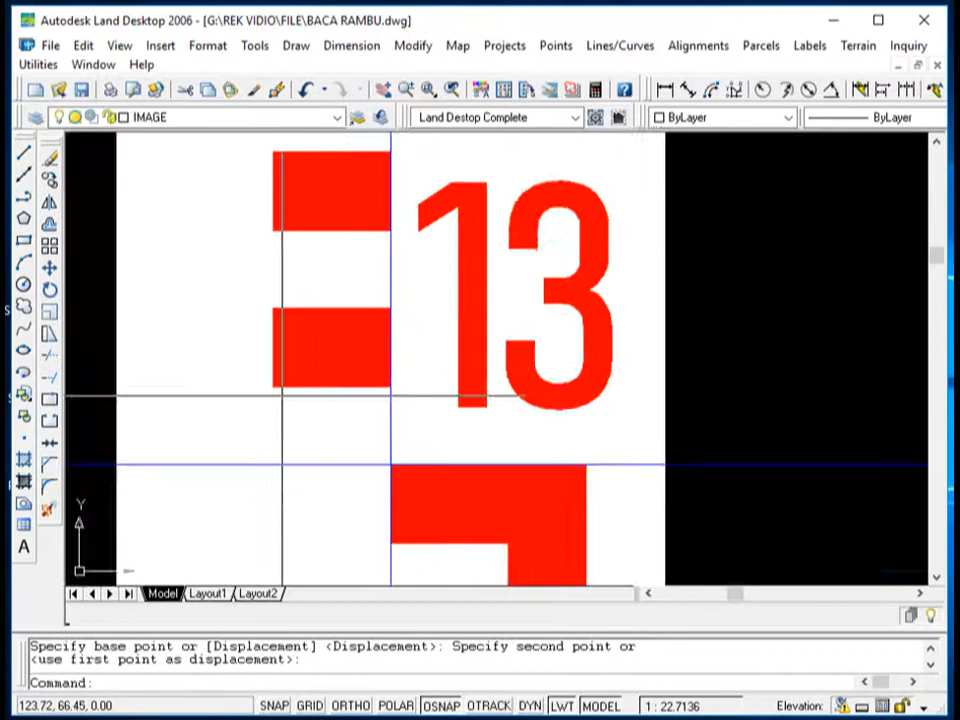 Autodesk Land Desktop 2006 - [G:\REK VIDIO\FILE\BACA RAMBU.dwg]
File Edit View Insert Format Tools Draw Dimension Modify Map Projects Points Lines/Curves Alignments Parcels Labels Terrain Inquiry
Utilities Window Help
IMAGE Land Destop Complete ByLayer ByLayer
13
Y
A
Model Layout1 Layout2
Specify base point or [Displacement] <Displacement>: Specify second point or
<use first point as displacement>:
Command:
123.72, 66.45, 0.00 SNAP GRID ORTHO POLAR OSNAP OTRACK DYN LWT MODEL 1 : 22.7136 Elevation: